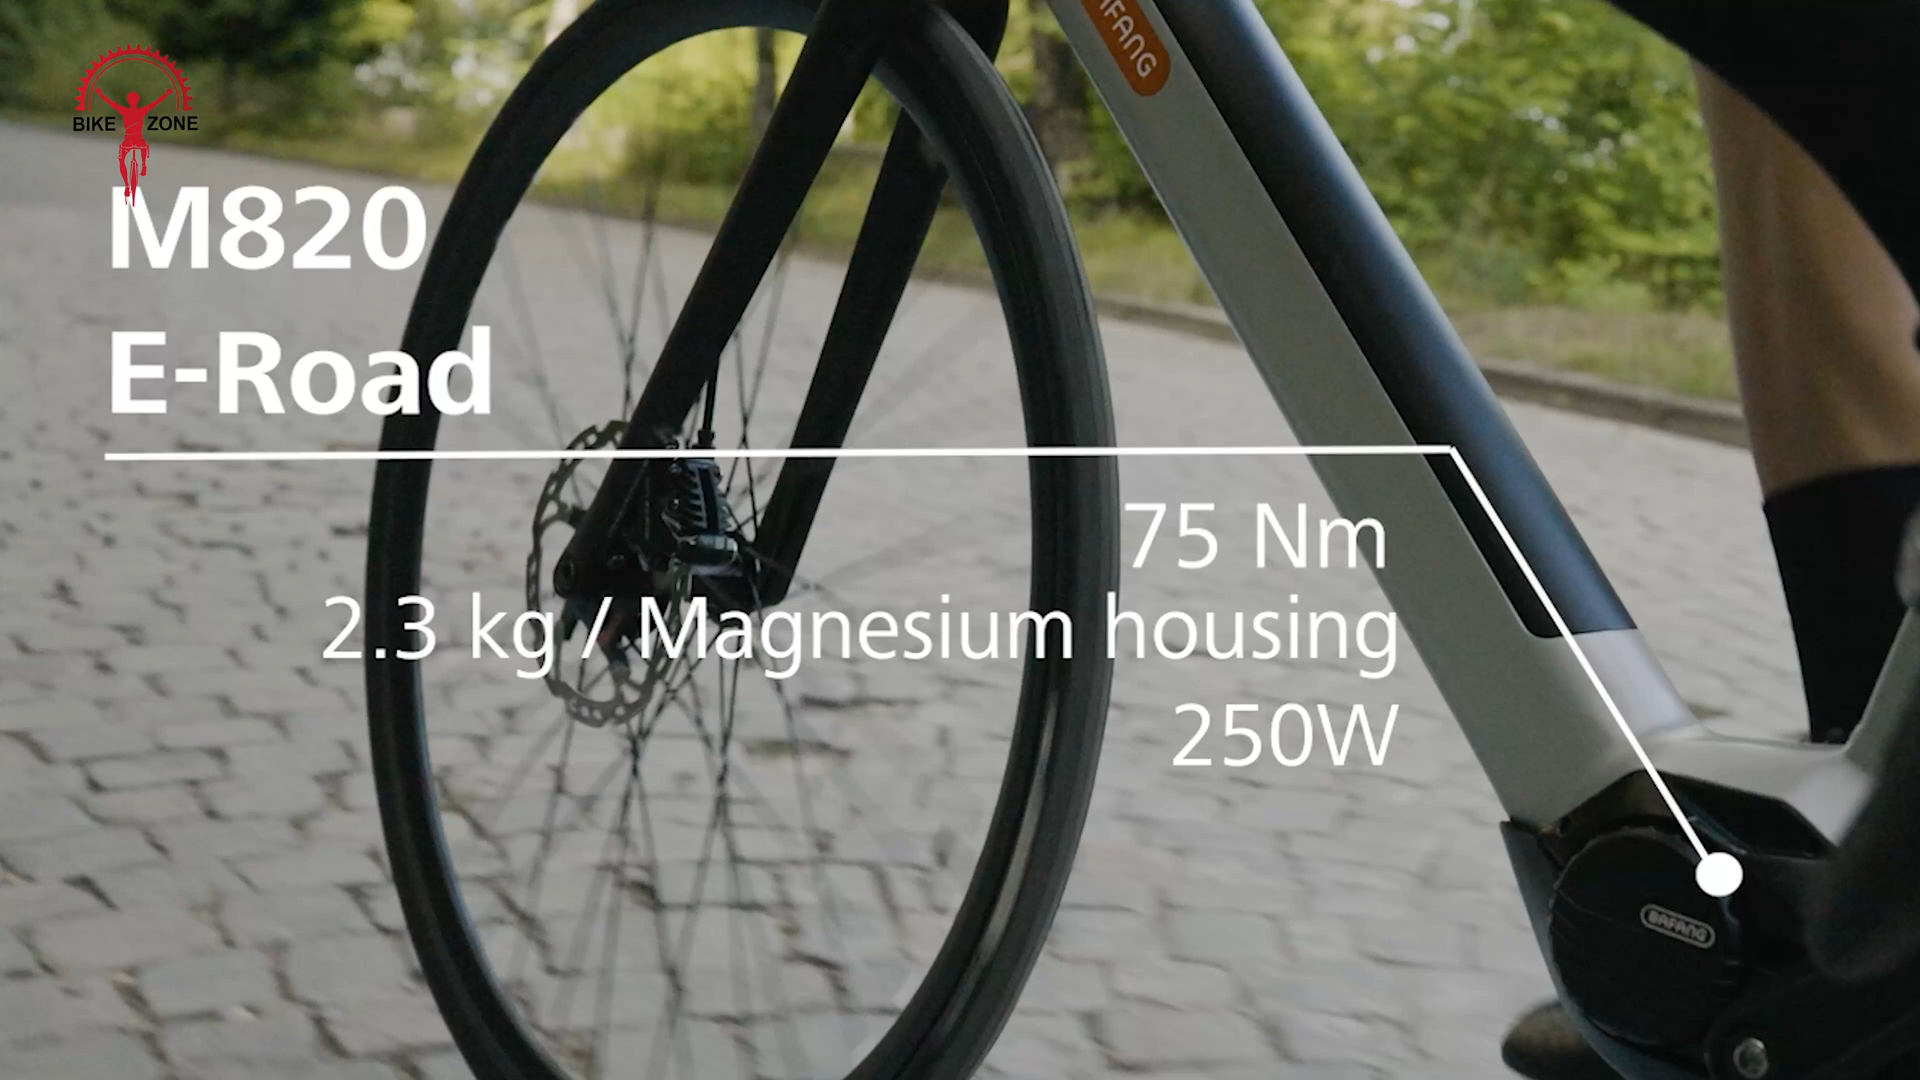 BIKE ZONE
M820
E-Road
75 Nm
2.3 kg / Magnesium housing
250W
BAFANG